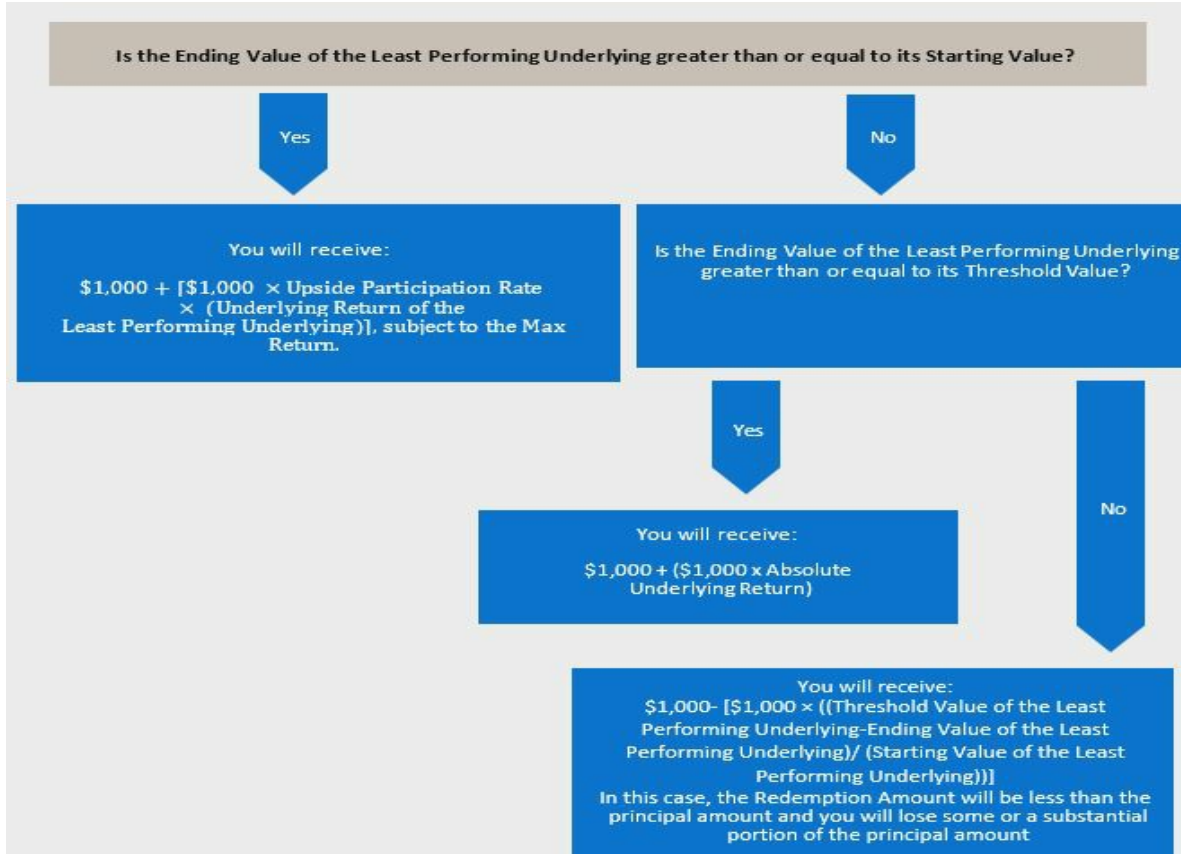 Is the Ending Value of the Least Performing Underlying greater than or equal to its Starting Value?
Yes
No
You will receive:
$1,000 + [$1,000 × Upside Participation Rate
× (Underlying Return of the
Least Performing Underlying)], subject to the Max
Return.
Is the Ending Value of the Least Performing Underlying
greater than or equal to its Threshold Value?
Yes
No
You will receive:
$1,000 + ($1,000 x Absolute
Underlying Return)
You will receive:
$1,000- [$1,000 × ((Threshold Value of the Least
Performing Underlying-Ending Value of the Least
Performing Underlying)/ (Starting Value of the Least
Performing Underlying))]
In this case, the Redemption Amount will be less than the
principal amount and you will lose some or a substantial
portion of the principal amount